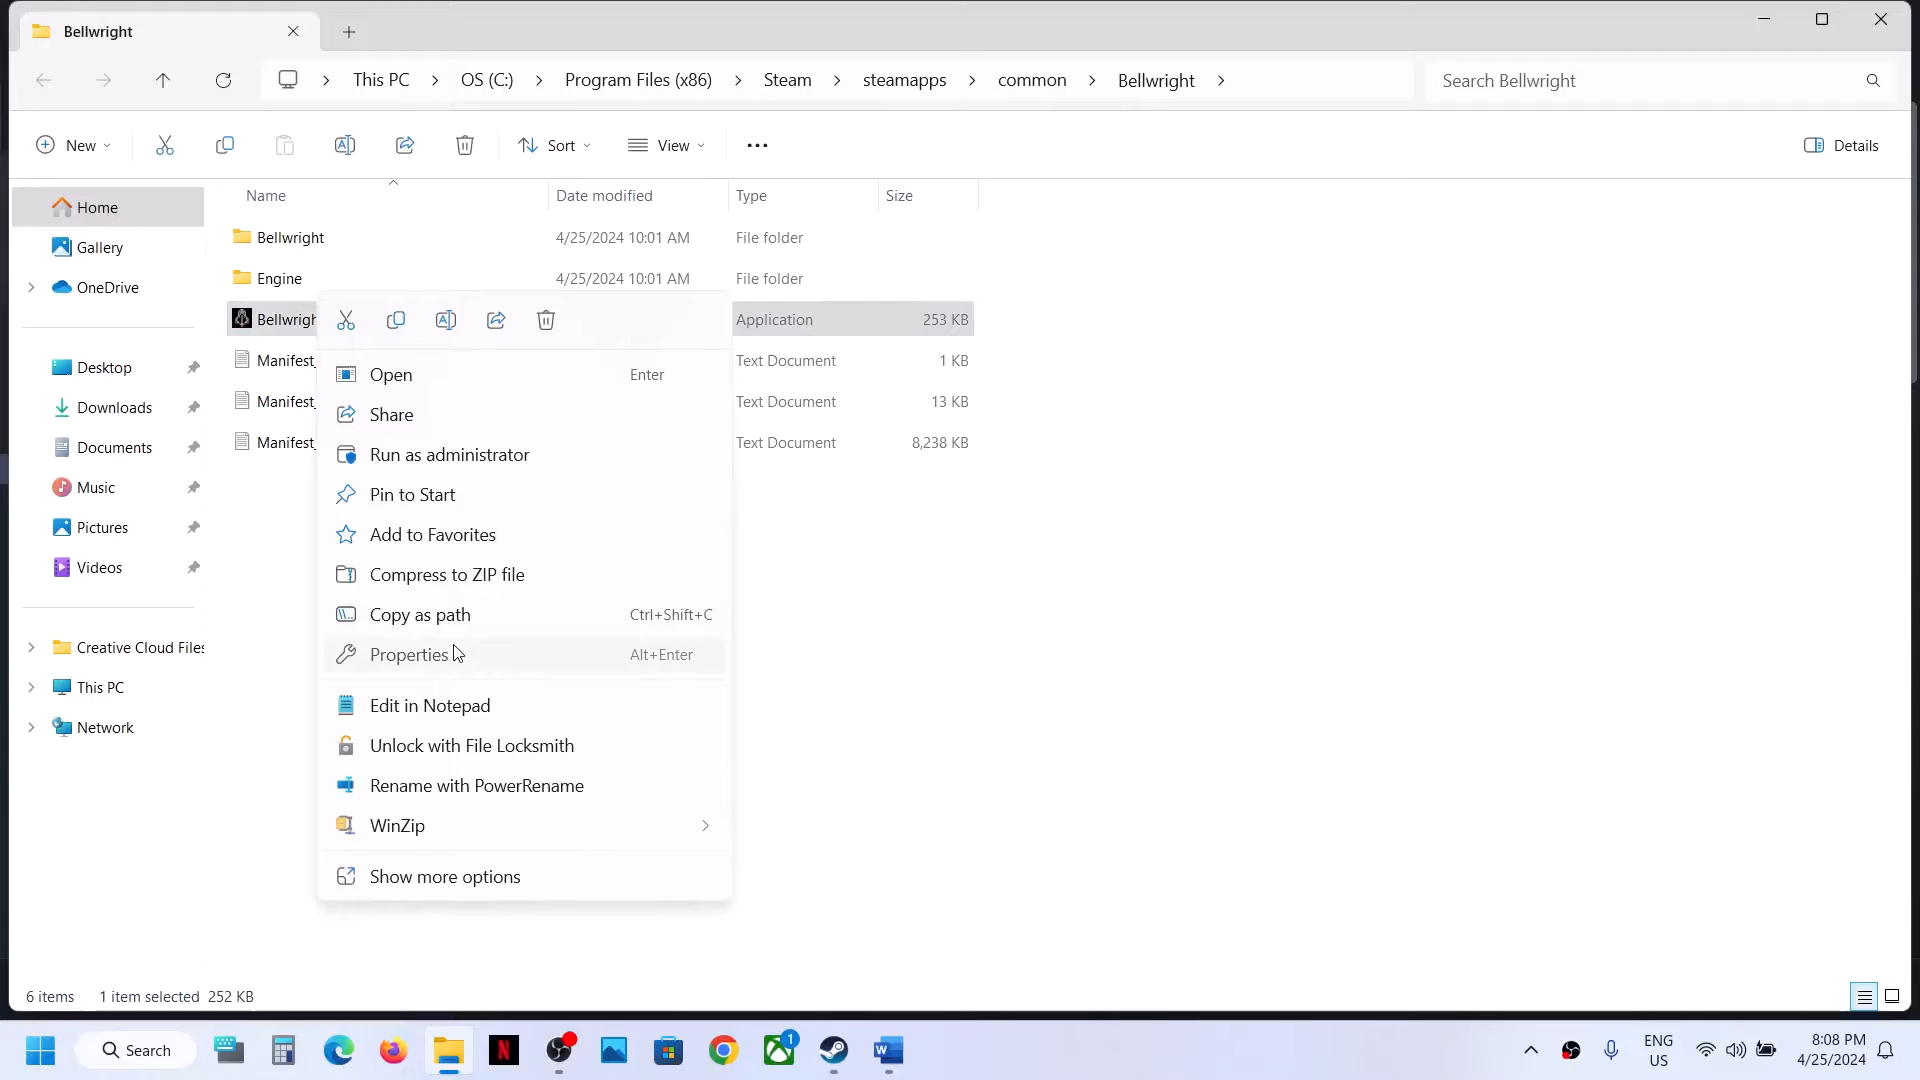 Bellwright
This PC OS (C:) Program Files (x86) Steam steamapps common Bellwright
Search Bellwright
New
Sort
View
Details
Name Date modified Type Size
Home
Gallery
OneDrive
Desktop
Downloads
Documents
Music
Pictures
Videos
Creative Cloud Files
This PC
Network
Bellwright 4/25/2024 10:01 AM File folder
Engine 4/25/2024 10:01 AM File folder
Bellwrigh Application 253 KB
Manifest_ Text Document 1 KB
Manifest_ Text Document 13 KB
Manifest_ Text Document 8,238 KB
Open Enter
Share
Run as administrator
Pin to Start
Add to Favorites
Compress to ZIP file
Copy as path Ctrl+Shift+C
Properties Alt+Enter
Edit in Notepad
Unlock with File Locksmith
Rename with PowerRename
WinZip
Show more options
6 items 1 item selected 252 KB
Search
1
ENG
US
8:08 PM
4/25/2024